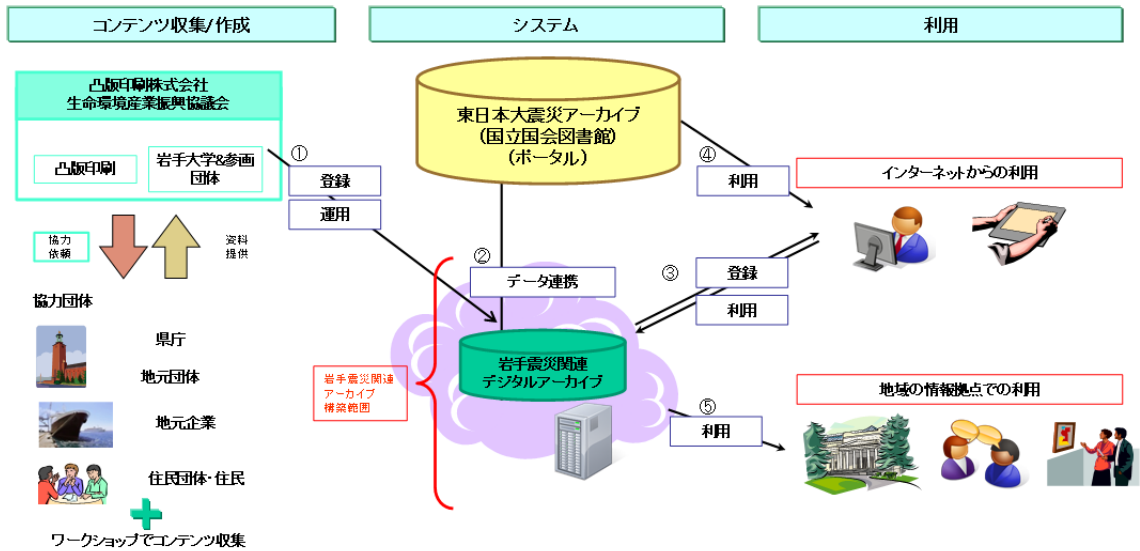 コンテンツ収集/作成
システム
利用
凸版印刷株式会社
生命環境産業振興協議会
凸版印刷
岩手大学&参画
団体
①
登録
運用
協力
依頼
資料
提供
協力団体
県庁
地元団体
地元企業
住民団体・住民
ワークショップでコンテンツ収集
東日本大震災アーカイブ
(国立国会図書館)
(ポータル)
②
データ連携
岩手震災関連
アーカイブ
構築範囲
岩手震災関連
デジタルアーカイブ
④
利用
③
登録
利用
⑤
利用
インターネットからの利用
地域の情報拠点での利用